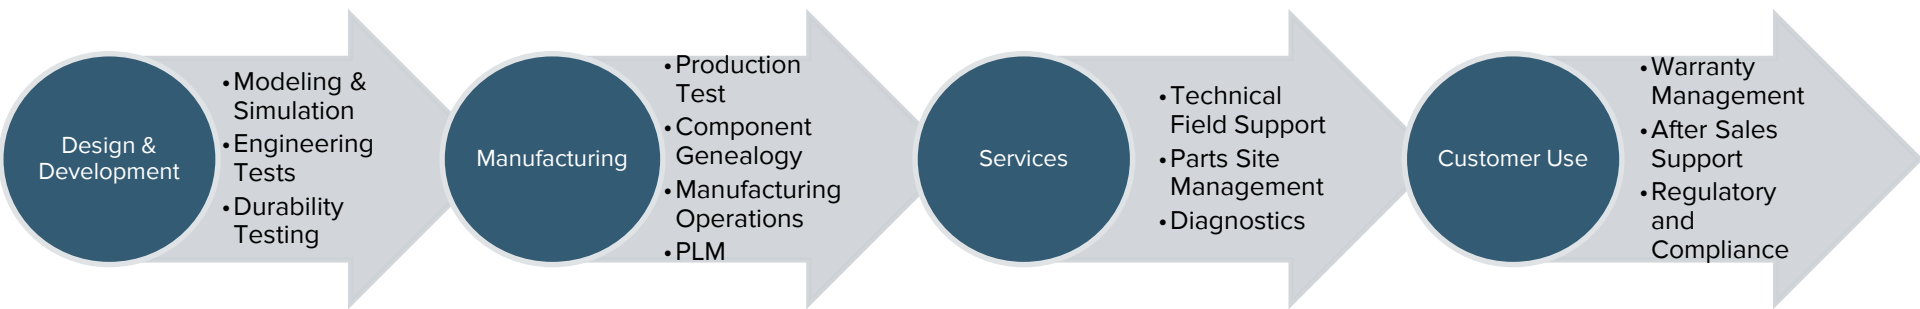 Design &
Development
•Modeling &
Simulation
•Engineering
Tests
•Durability
Testing
Manufacturing
•Production
Test
•Component
Genealogy
•Manufacturing
Operations
•PLM
Services
•Technical
Field Support
•Parts Site
Management
•Diagnostics
Customer Use
•Warranty
Management
•After Sales
Support
•Regulatory
and
Compliance